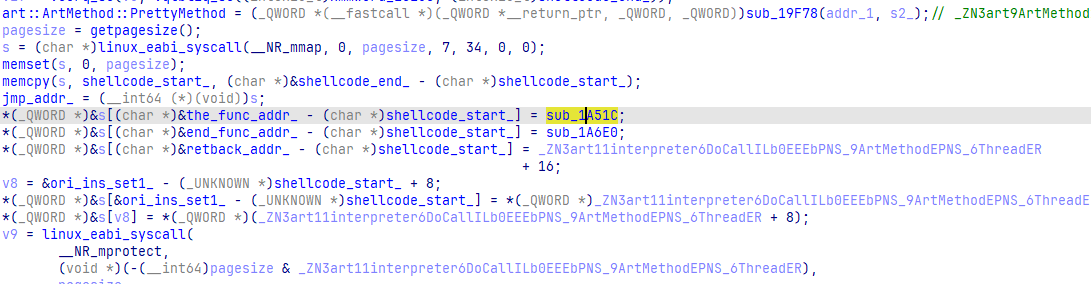 art::ArtMethod::PrettyMethod = (_QWORD *(__fastcall *)(_QWORD *__return_ptr, _QWORD, _QWORD))sub_19F78(addr_1, s2_);// _ZN3art9ArtMethod
pagesize = getpagesize();
s = (char *)linux_eabi_syscall(__NR_mmap, 0, pagesize, 7, 34, 0, 0);
memset(s, 0, pagesize);
memcpy(s, shellcode_start_, (char *)&shellcode_end_ - (char *)shellcode_start_);
jmp_addr_ = (__int64 (*)(void))s;
*(_QWORD *)&s[(char *)&the_func_addr_ - (char *)shellcode_start_] = sub_1A51C;
*(_QWORD *)&s[(char *)&end_func_addr_ - (char *)shellcode_start_] = sub_1A6E0;
*(_QWORD *)&s[(char *)&retback_addr_ - (char *)shellcode_start_] = _ZN3art11interpreter6DoCallILb0EEEbPNS_9ArtMethodEPNS_6ThreadER
+ 16;
v8 = &ori_ins_set1_ - (_UNKNOWN *)shellcode_start_ + 8;
*(_QWORD *)&s[&ori_ins_set1_ - (_UNKNOWN *)shellcode_start_] = *(_QWORD *)_ZN3art11interpreter6DoCallILb0EEEbPNS_9ArtMethodEPNS_6ThreadE
*(_QWORD *)&s[v8] = *(_QWORD *)(_ZN3art11interpreter6DoCallILb0EEEbPNS_9ArtMethodEPNS_6ThreadER + 8);
v9 = linux_eabi_syscall(
__NR_mprotect,
(void *)(-(__int64)pagesize & _ZN3art11interpreter6DoCallILb0EEEbPNS_9ArtMethodEPNS_6ThreadER),